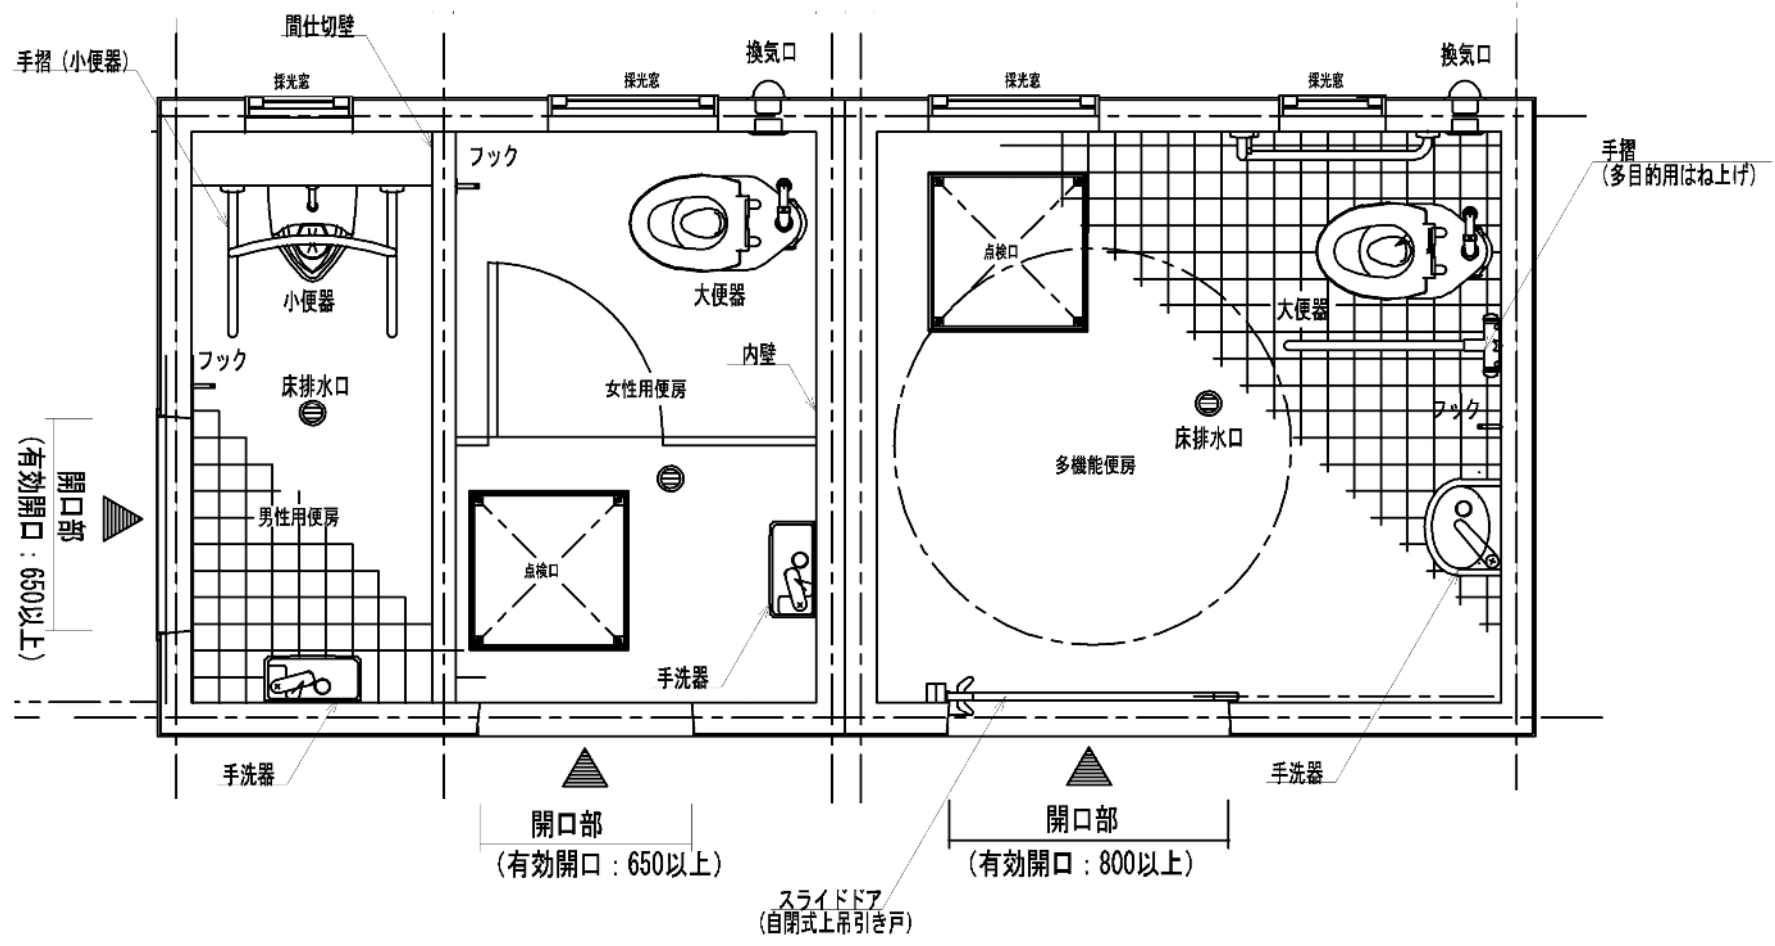 間仕切壁
手摺（小便器）
換気口
換気口
採光窓
採光窓
採光窓
採光窓
手摺
（多目的用はね上げ）
フック
点検口
小便器
大便器
大便器
フック
内壁
床排水口
女性用便房
フック
床排水口
多機能便房
開口部
（有効開口：650以上）
男性用便房
点検口
手洗器
手洗器
手洗器
開口部
（有効開口：650以上）
開口部
（有効開口：800以上）
スライドドア
（自閉式上吊引き戸）